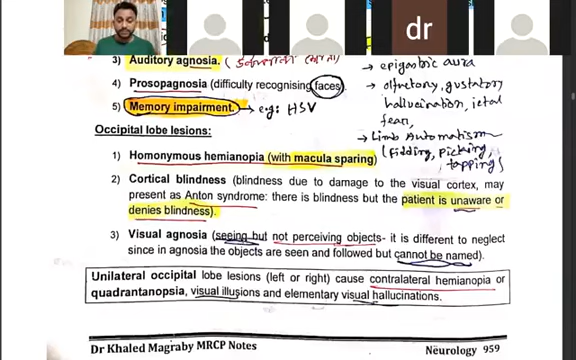 dr
3) Auditory agnosia. (
→ epigastric aura
4) Prosopagnosia (difficulty recognising faces)
→ olfactory, gustatory
hallucination, ictal
fear,
5) Memory impairment. → e.g: HSV
→ Limb Automatism
(fidding, picking,
tapping)
Occipital lobe lesions:
1) Homonymous hemianopia (with macula sparing)
2) Cortical blindness (blindness due to damage to the visual cortex, may
present as Anton syndrome: there is blindness but the patient is unaware or
denies blindness).
3) Visual agnosia (seeing but not perceiving objects- it is different to neglect
since in agnosia the objects are seen and followed but cannot be named).
Unilateral occipital lobe lesions (left or right) cause contralateral hemianopia or
quadrantanopsia, visual illusions and elementary visual hallucinations.
Dr Khaled Magraby MRCP Notes
Neurology 959